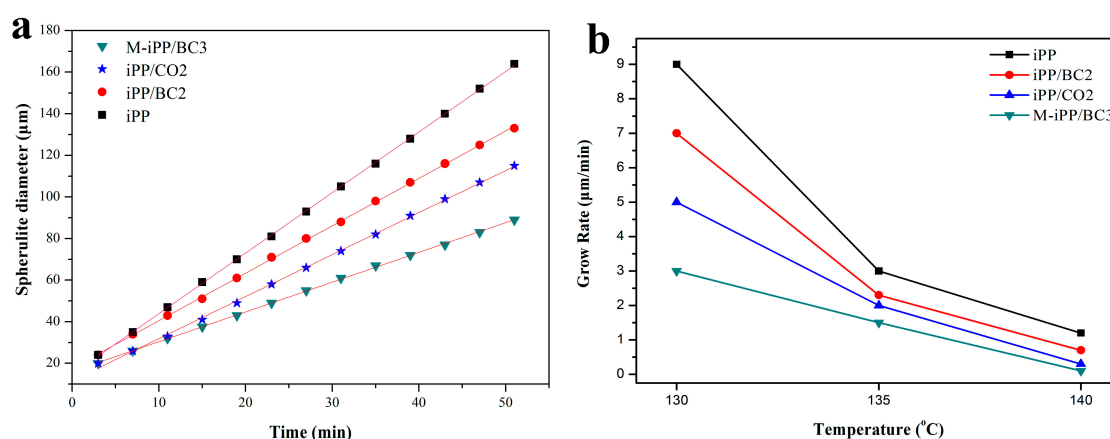 a
M-iPP/BC3
iPP/CO2
iPP/BC2
iPP
180
160
140
120
100
80
60
40
20
0
10
20
30
40
50
Spherulite diameter (μm)
Time (min)
b
iPP
iPP/BC2
iPP/CO2
M-iPP/BC3
9
8
7
6
5
4
3
2
1
0
130
135
140
Grow Rate (μm/min)
Temperature (°C)